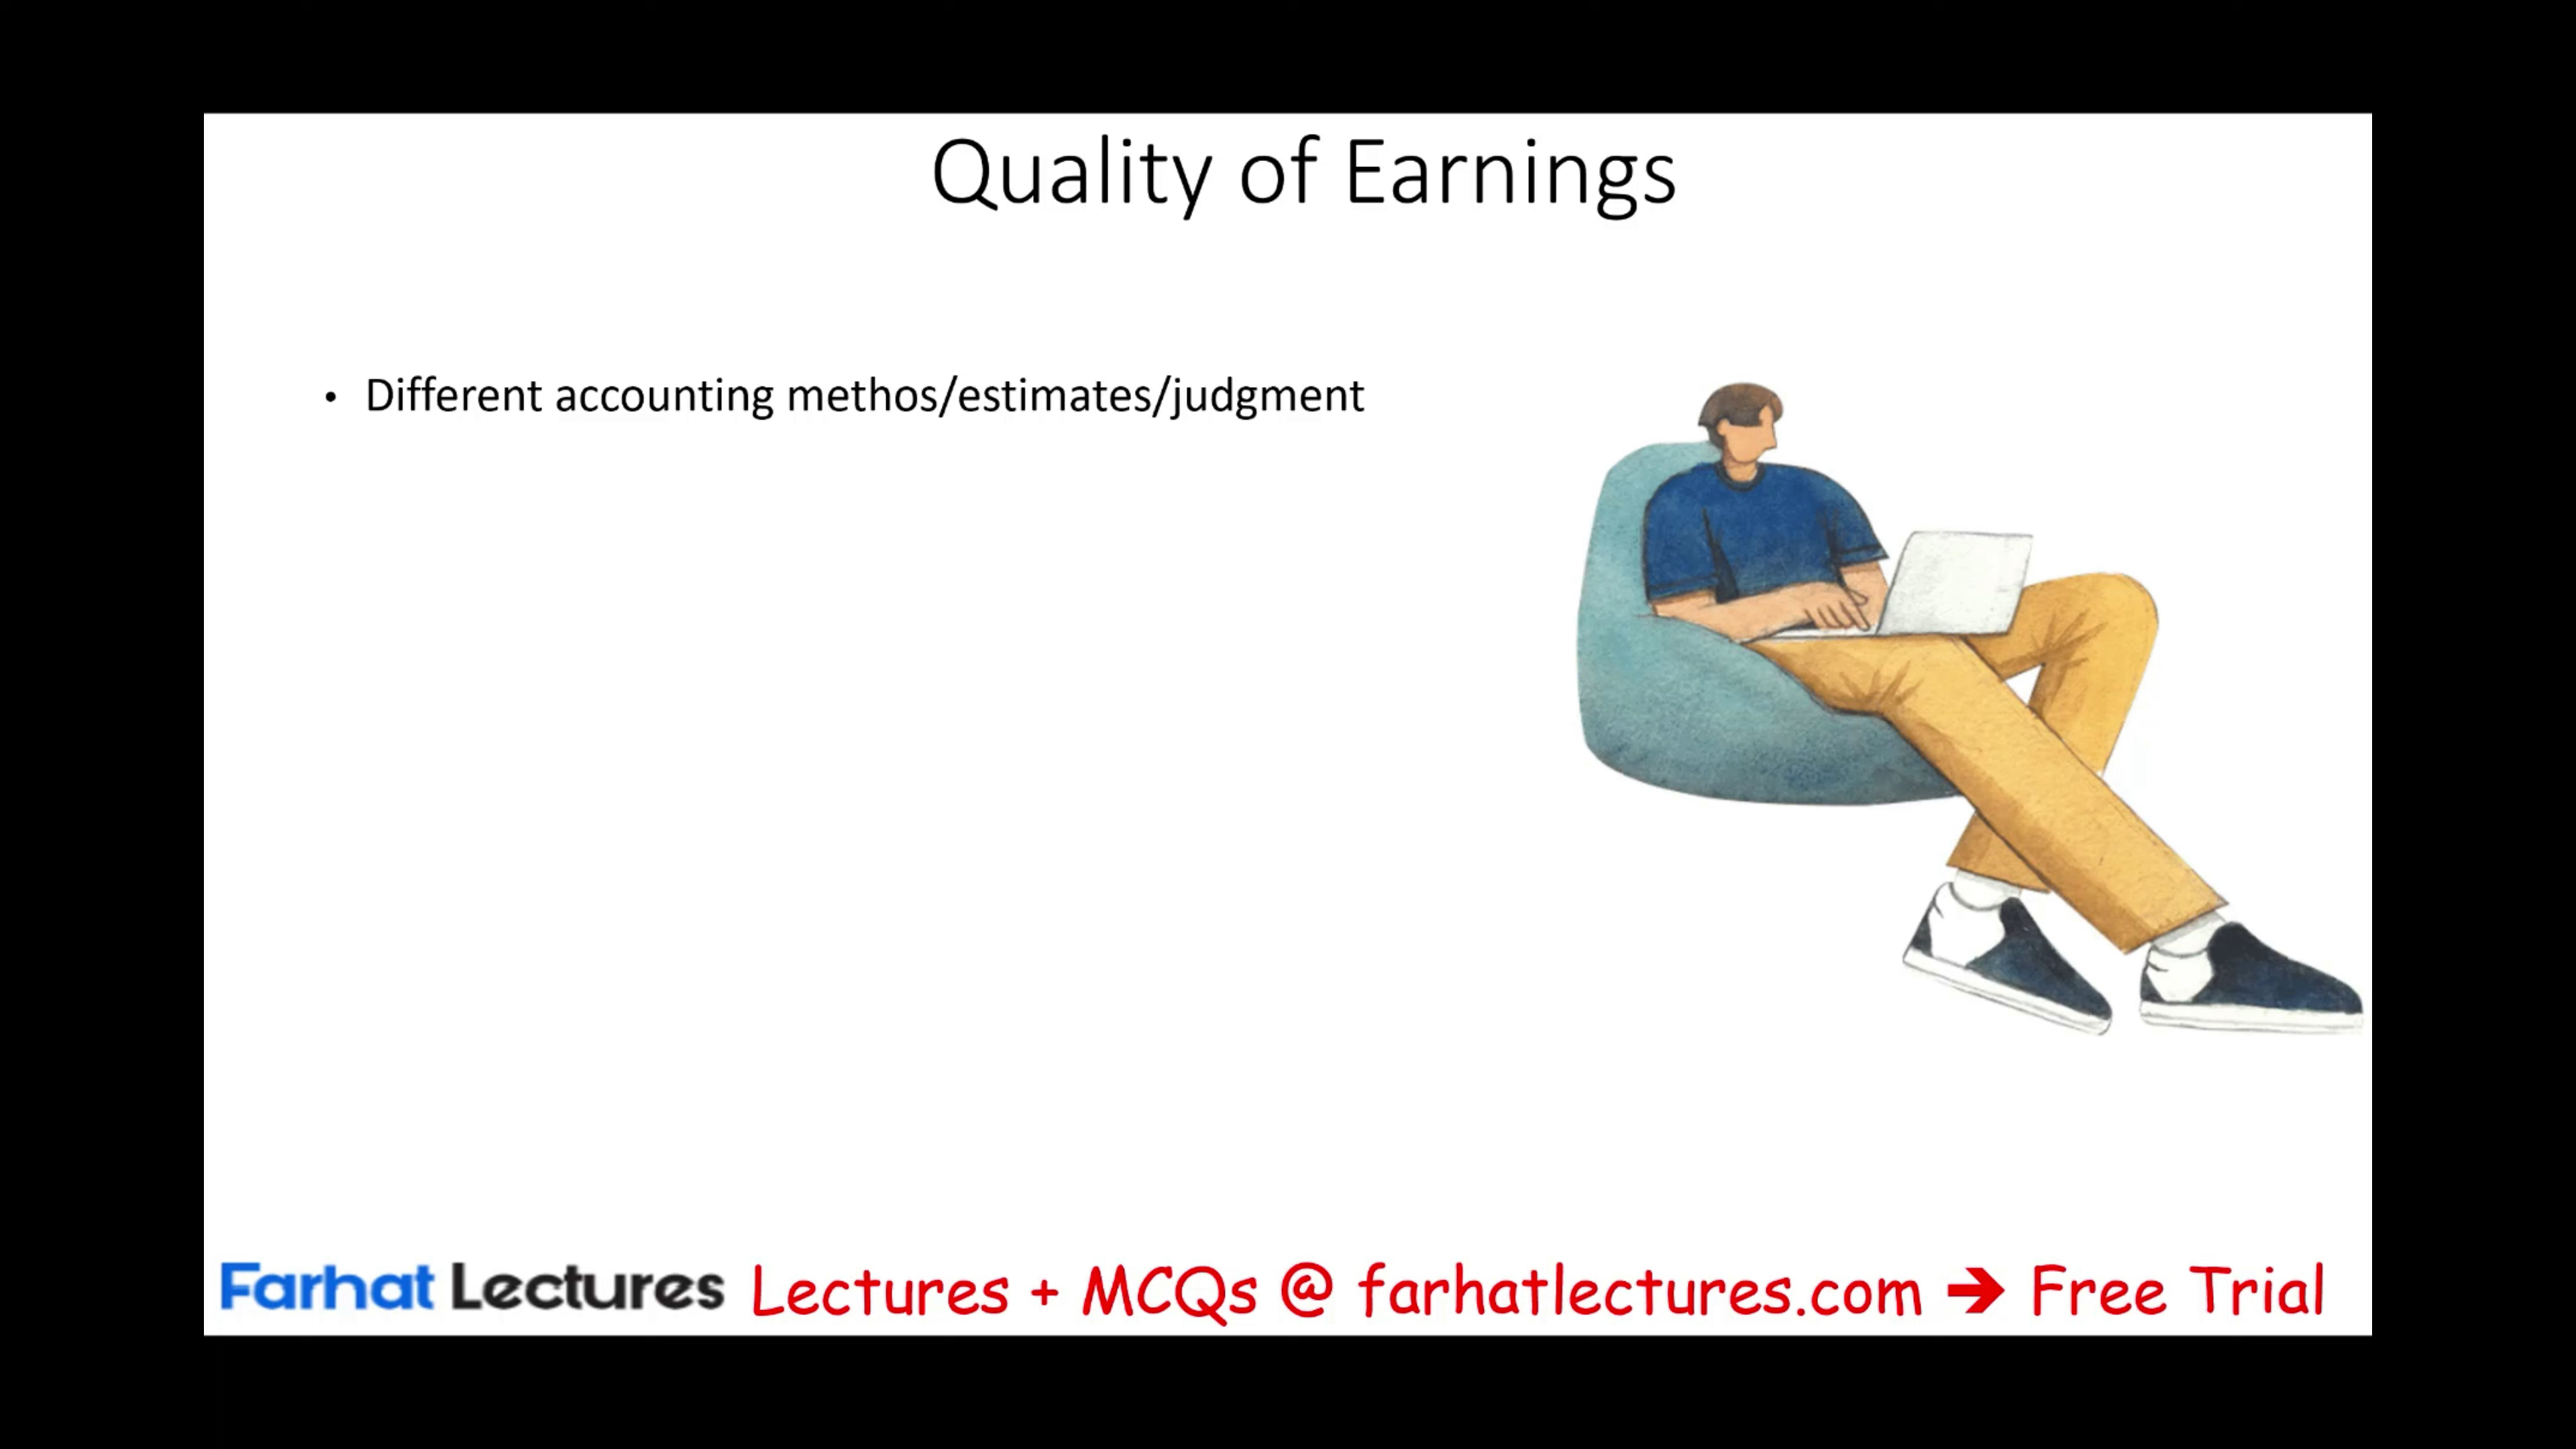 Quality of Earnings
• Different accounting methos/estimates/judgment
Farhat Lectures Lectures + MCQs @ farhatlectures.com ➔ Free Trial